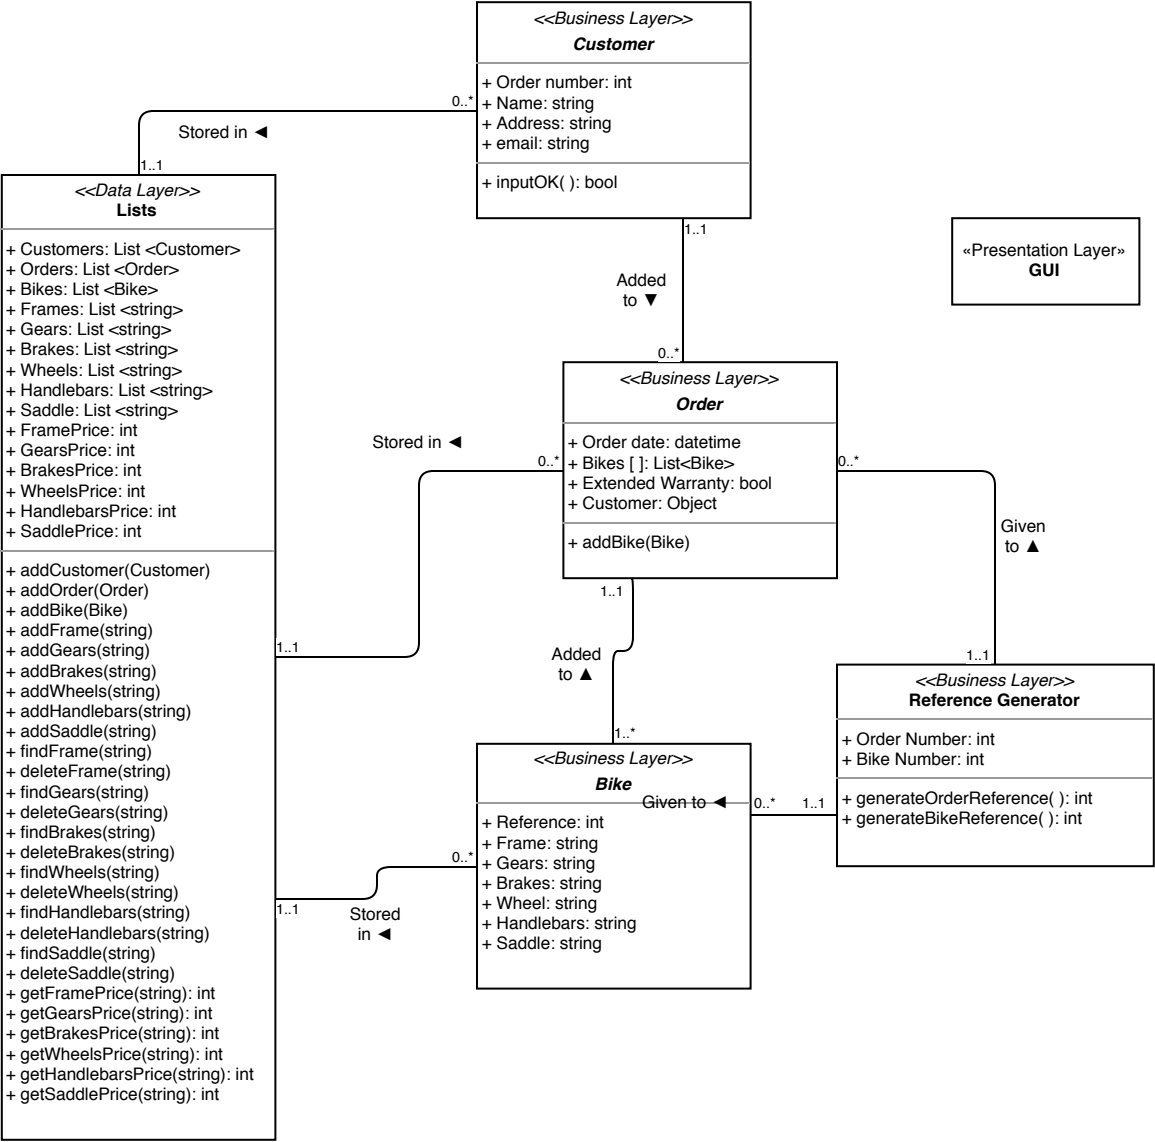 <<Business Layer>>
Customer
+ Order number: int
+ Name: string
+ Address: string
+ email: string
+ inputOK( ): bool
0..*
Stored in ◄
1..1
<<Data Layer>>
Lists
+ Customers: List <Customer>
+ Orders: List <Order>
+ Bikes: List <Bike>
+ Frames: List <string>
+ Gears: List <string>
+ Brakes: List <string>
+ Wheels: List <string>
+ Handlebars: List <string>
+ Saddle: List <string>
+ FramePrice: int
+ GearsPrice: int
+ BrakesPrice: int
+ WheelsPrice: int
+ HandlebarsPrice: int
+ SaddlePrice: int
+ addCustomer(Customer)
+ addOrder(Order)
+ addBike(Bike)
+ addFrame(string)
+ addGears(string)
+ addBrakes(string)
+ addWheels(string)
+ addHandlebars(string)
+ addSaddle(string)
+ findFrame(string)
+ deleteFrame(string)
+ findGears(string)
+ deleteGears(string)
+ findBrakes(string)
+ deleteBrakes(string)
+ findWheels(string)
+ deleteWheels(string)
+ findHandlebars(string)
+ deleteHandlebars(string)
+ findSaddle(string)
+ deleteSaddle(string)
+ getFramePrice(string): int
+ getGearsPrice(string): int
+ getBrakesPrice(string): int
+ getWheelsPrice(string): int
+ getHandlebarsPrice(string): int
+ getSaddlePrice(string): int
1..1
Added
to ▼
0..*
«Presentation Layer»
GUI
<<Business Layer>>
Order
+ Order date: datetime
+ Bikes [ ]: List<Bike>
+ Extended Warranty: bool
+ Customer: Object
+ addBike(Bike)
Stored in ◄
0..*
1..1
0..*
Given
to ▲
1..1
1..1
Added
to ▲
1..*
<<Business Layer>>
Reference Generator
+ Order Number: int
+ Bike Number: int
+ generateOrderReference( ): int
+ generateBikeReference( ): int
<<Business Layer>>
Bike
Given to ◄
0..*
1..1
+ Reference: int
+ Frame: string
+ Gears: string
+ Brakes: string
+ Wheel: string
+ Handlebars: string
+ Saddle: string
0..*
1..1
Stored
in ◄